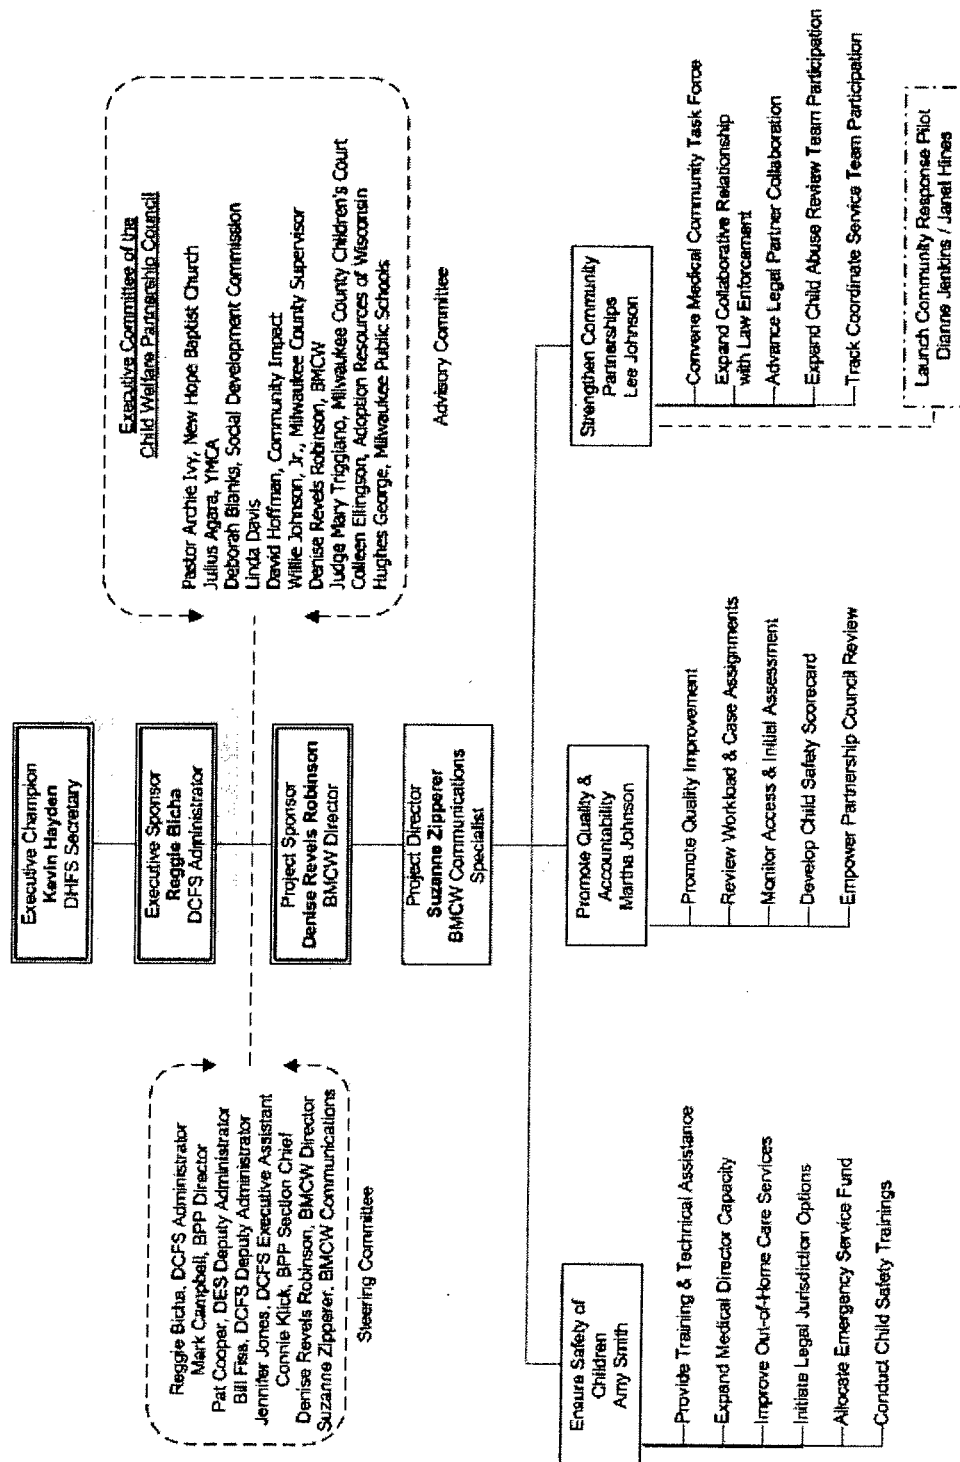 Executive Champion
Kevin Hayden
DHFS Secretary
Executive Sponsor
Reggie Bicha
DCFS Administrator
Project Sponsor
Denise Revels Robinson
BMCW Director
Project Director
Suzanne Zipperer
BMCW Communications
Specialist
Reggie Bicha, DCFS Administrator
Mark Campbell, BPP Director
Pat Cooper, DES Deputy Administrator
Bill Fiss, DCFS Deputy Administrator
Jennifer Jones, DCFS Executive Assistant
Connie Klick, BPP Section Chief
Denise Revels Robinson, BMCW Director
Suzanne Zipperer, BMCW Communications
Steering Committee
Executive Committee of the
Child Welfare Partnership Council
Pastor Archie Ivy, New Hope Baptist Church
Julius Agara, YMCA
Deborah Blanks, Social Development Commission
Linda Davis
David Hoffman, Community Impact
Willie Johnson, Jr., Milwaukee County Supervisor
Denise Revels Robinson, BMCW
Judge Mary Triggiano, Milwaukee County Children's Court
Colleen Ellingson, Adoption Resources of Wisconsin
Hughes George, Milwaukee Public Schools
Advisory Committee
Ensure Safety of
Children
Amy Smith
Provide Training & Technical Assistance
Expand Medical Director Capacity
Improve Out-of-Home Care Services
Initiate Legal Jurisdiction Options
Allocate Emergency Service Fund
Conduct Child Safety Trainings
Promote Quality &
Accountability
Martha Johnson
Promote Quality Improvement
Review Workload & Case Assignments
Monitor Access & Initial Assessment
Develop Child Safety Scorecard
Empower Partnership Council Review
Strengthen Community
Partnerships
Lee Johnson
Convene Medical Community Task Force
Expand Collaborative Relationship
with Law Enforcement
Advance Legal Partner Collaboration
Expand Child Abuse Review Team Participation
Track Coordinate Service Team Participation
Launch Community Response Pilot
Dianne Jenkins / Janel Hines